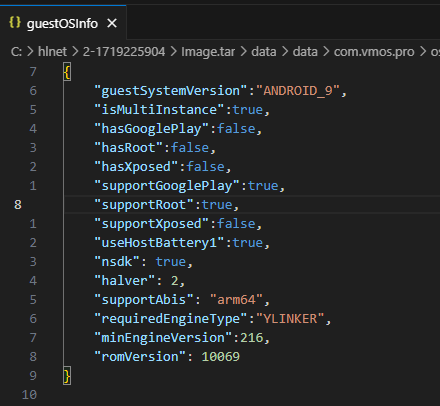 {} guestOSInfo ×
C: > hlnet > 2-1719225904 > Image.tar > data > data > com.vmos.pro > os
7 {
6 "guestSystemVersion":"ANDROID_9",
5 "isMultiInstance":true,
4 "hasGooglePlay":false,
3 "hasRoot":false,
2 "hasXposed":false,
1 "supportGooglePlay":true,
8 "supportRoot":true,
1 "supportXposed":false,
2 "useHostBattery1":true,
3 "nsdk": true,
4 "halver": 2,
5 "supportAbis": "arm64",
6 "requiredEngineType":"YLINKER",
7 "minEngineVersion":216,
8 "romVersion": 10069
9 }
10